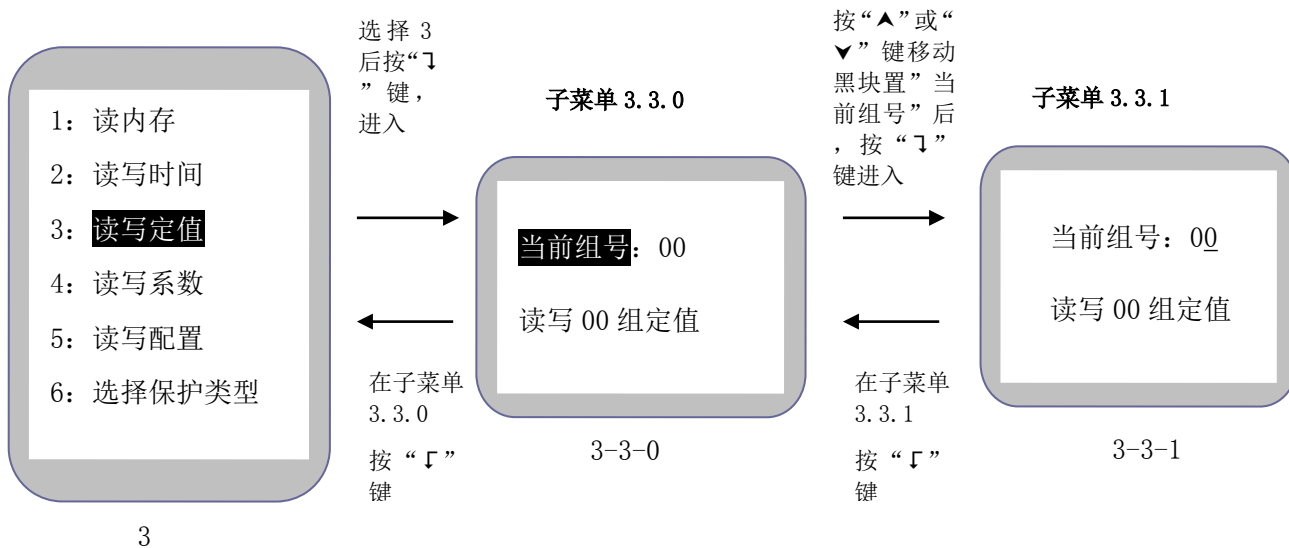 1：读内存
2：读写时间
3：读写定值
4：读写系数
5：读写配置
6：选择保护类型
3
选择 3
后按“↴
”键，
进入
在子菜单
3.3.0
按“↱”
键
子菜单 3.3.0
当前组号：00
读写 00 组定值
3-3-0
按“⮝”或“
⮟”键移动
黑块置”当
前组号”后
，按“↴”
键进入
在子菜单
3.3.1
按“↱”
键
子菜单 3.3.1
当前组号：00
读写 00 组定值
3-3-1